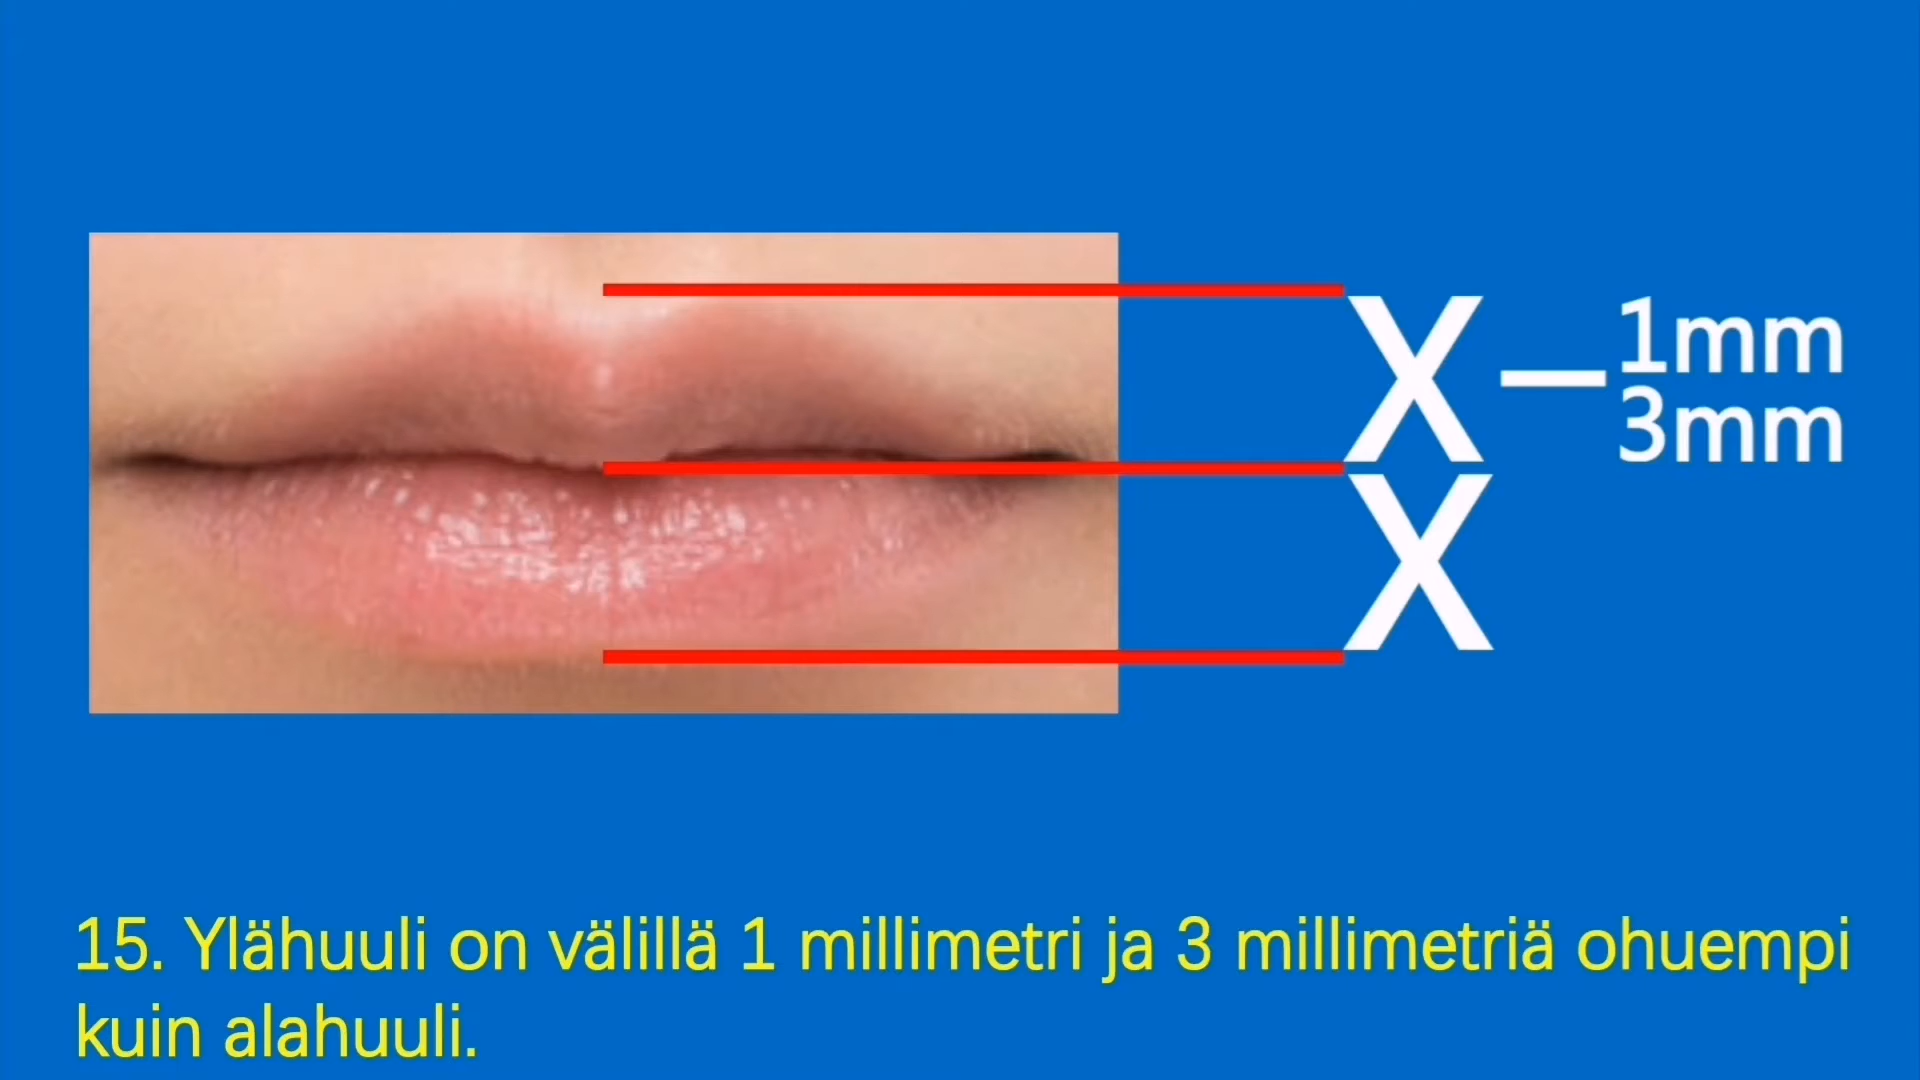 X — 1mm
3mm
X
15. Ylähuuli on välillä 1 millimetri ja 3 millimetriä ohuempi
kuin alahuuli.